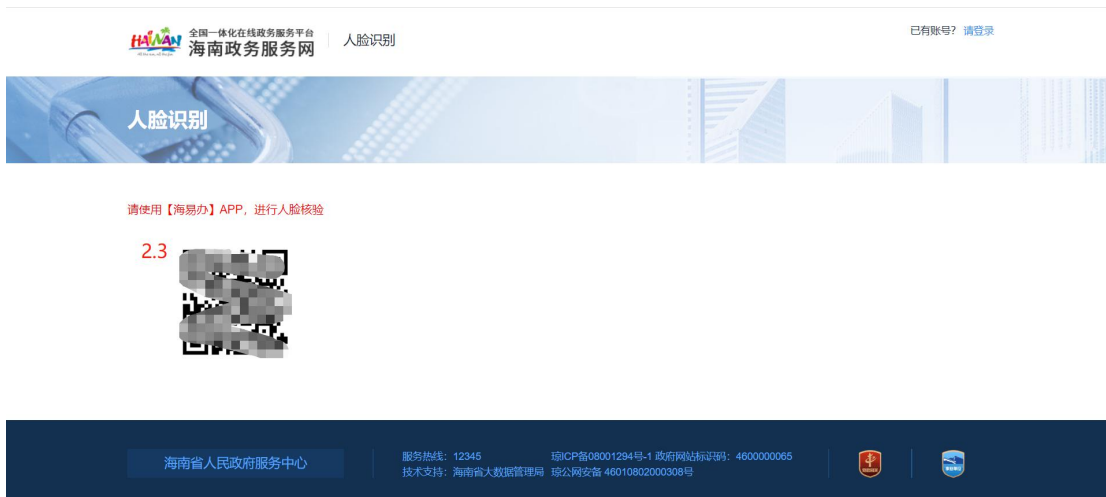 HAINAN
全国一体化在线政务服务平台
海南政务服务网
人脸识别
已有账号? 请登录
人脸识别
请使用【海易办】APP，进行人脸核验
2.3
海南省人民政府服务中心
服务热线：12345
琼ICP备08001294号-1 政府网站标识码：4600000065
技术支持：海南省大数据管理局
琼公网安备 46010802000308号